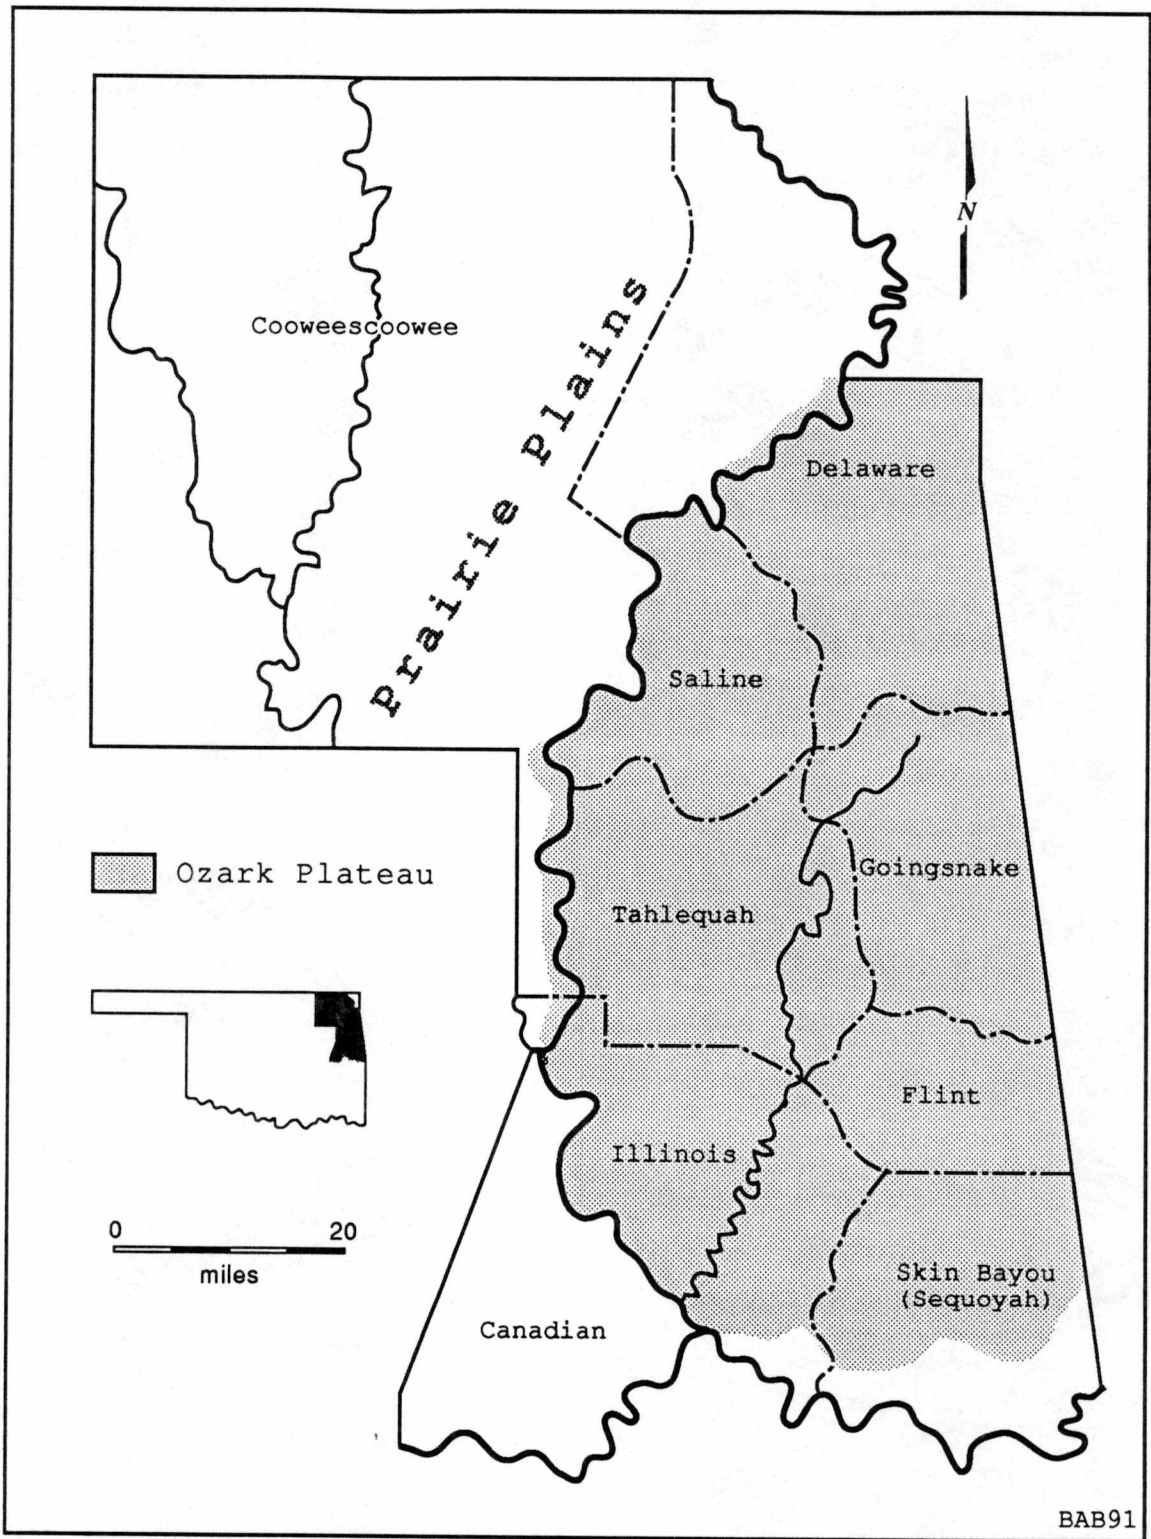 N
Cooweescoowee
Prairie Plains
Delaware
Saline
Ozark Plateau
Goingsnake
Tahlequah
Flint
Illinois
0 20
miles
Skin Bayou
(Sequoyah)
Canadian
BAB91